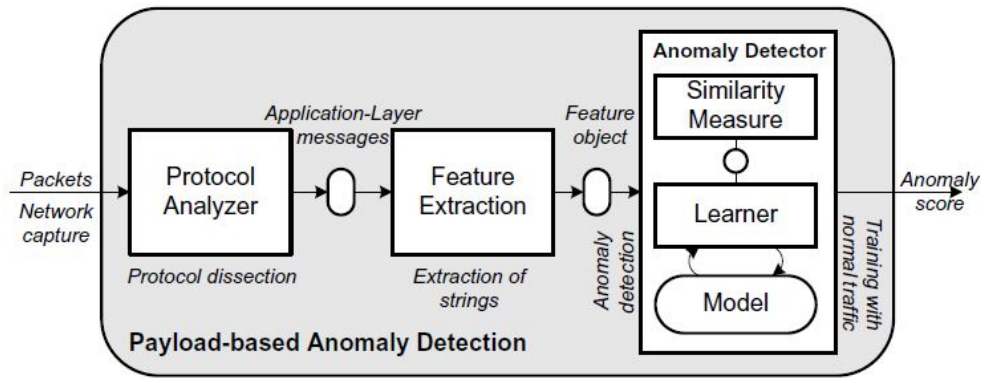 Packets
Network
capture
Protocol
Analyzer
Protocol dissection
Application-Layer
messages
Feature
Extraction
Extraction of
strings
Feature
object
Anomaly
detection
Anomaly Detector
Similarity
Measure
Learner
Model
Training with
normal traffic
Anomaly
score
Payload-based Anomaly Detection